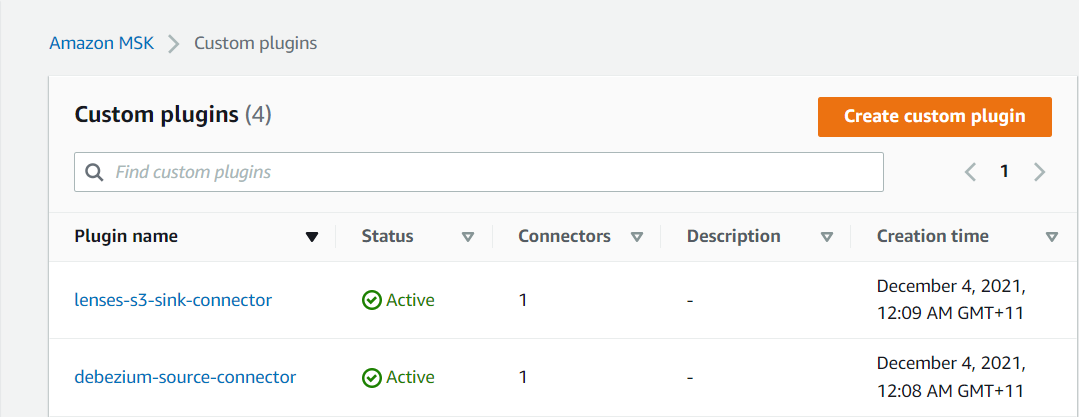 Amazon MSK > Custom plugins
Custom plugins (4)
Create custom plugin
Find custom plugins
1
Plugin name Status Connectors Description Creation time
lenses-s3-sink-connector Active 1 - December 4, 2021,
12:09 AM GMT+11
debezium-source-connector Active 1 - December 4, 2021,
12:08 AM GMT+11